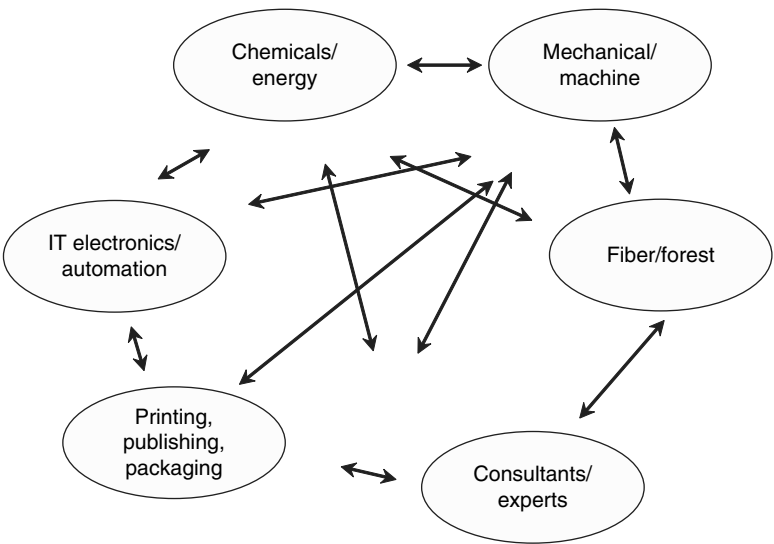 Chemicals/
energy
Mechanical/
machine
IT electronics/
automation
Fiber/forest
Printing,
publishing,
packaging
Consultants/
experts